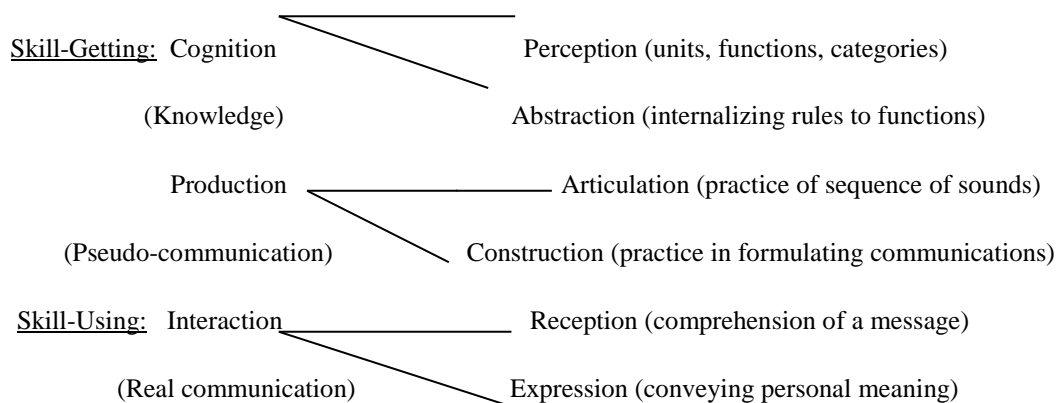 Skill-Getting: Cognition Perception (units, functions, categories)
(Knowledge) Abstraction (internalizing rules to functions)
Production Articulation (practice of sequence of sounds)
(Pseudo-communication) Construction (practice in formulating communications)
Skill-Using: Interaction Reception (comprehension of a message)
(Real communication) Expression (conveying personal meaning)